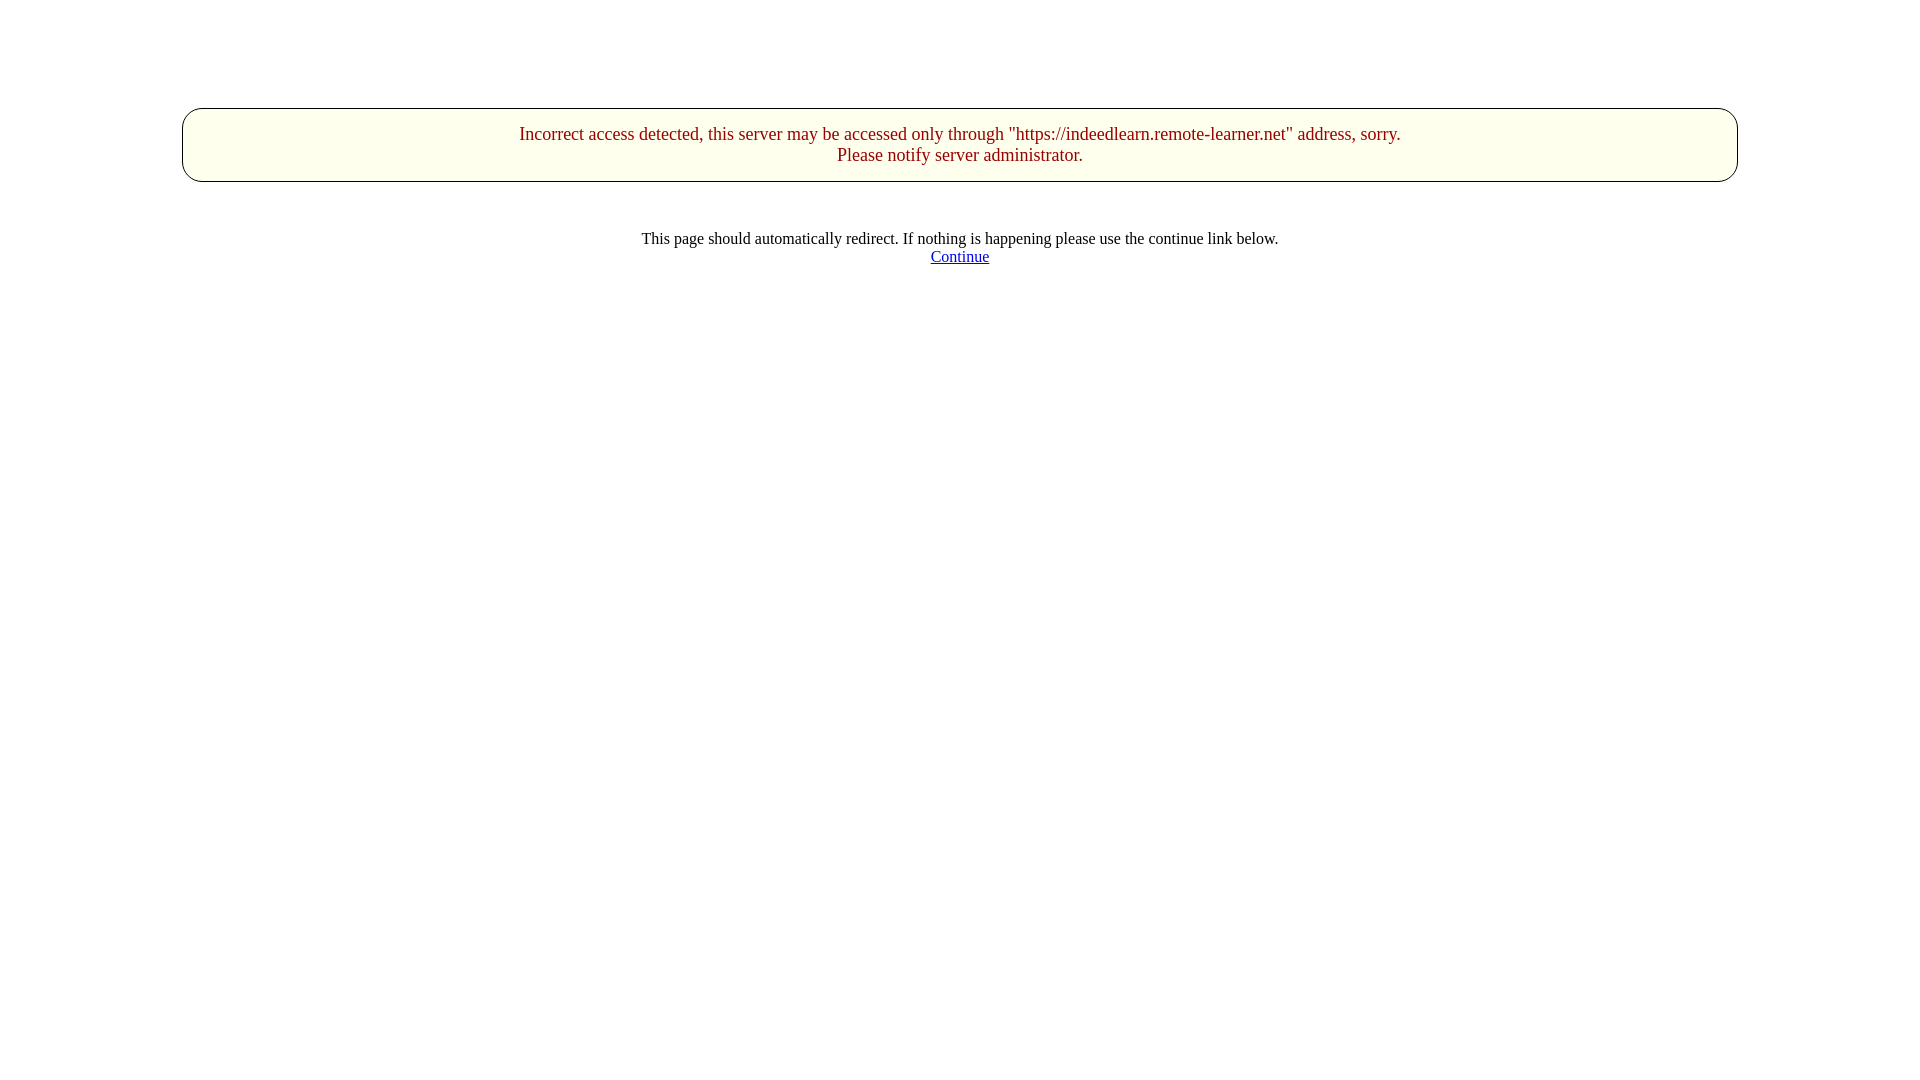 Incorrect access detected, this server may be accessed only through "https://indeedlearn.remote-learner.net" address, sorry.
Please notify server administrator.
This page should automatically redirect. If nothing is happening please use the continue link below.
Continue